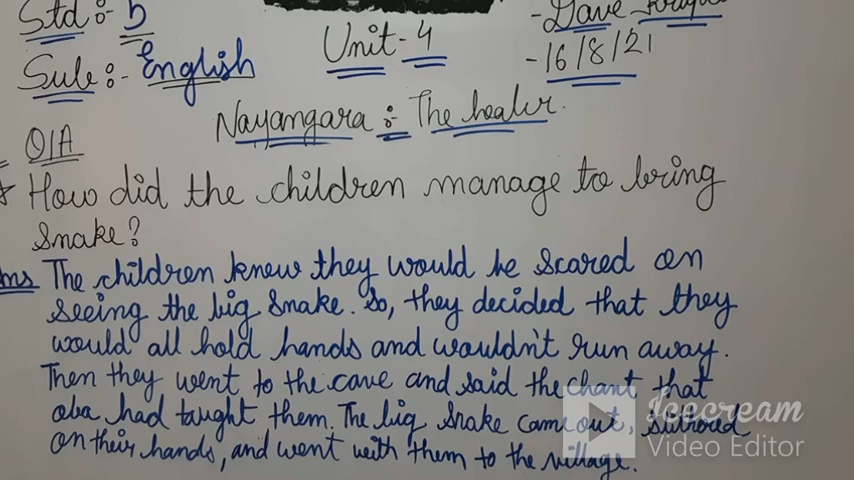 Std :- 5
Unit - 4
- Dave
Sub :- English
- 16/8/21
Nayangara :- The healer.
Q/A
How did the children manage to bring
snake?
Ans The children knew they would be scared on
seeing the big snake. So, they decided that they
would all hold hands and wouldn't run away.
Then they went to the cave and said the chant that
aba had taught them. The big snake came out,
on their hands, and went with them to the village.
Icecream
Video Editor